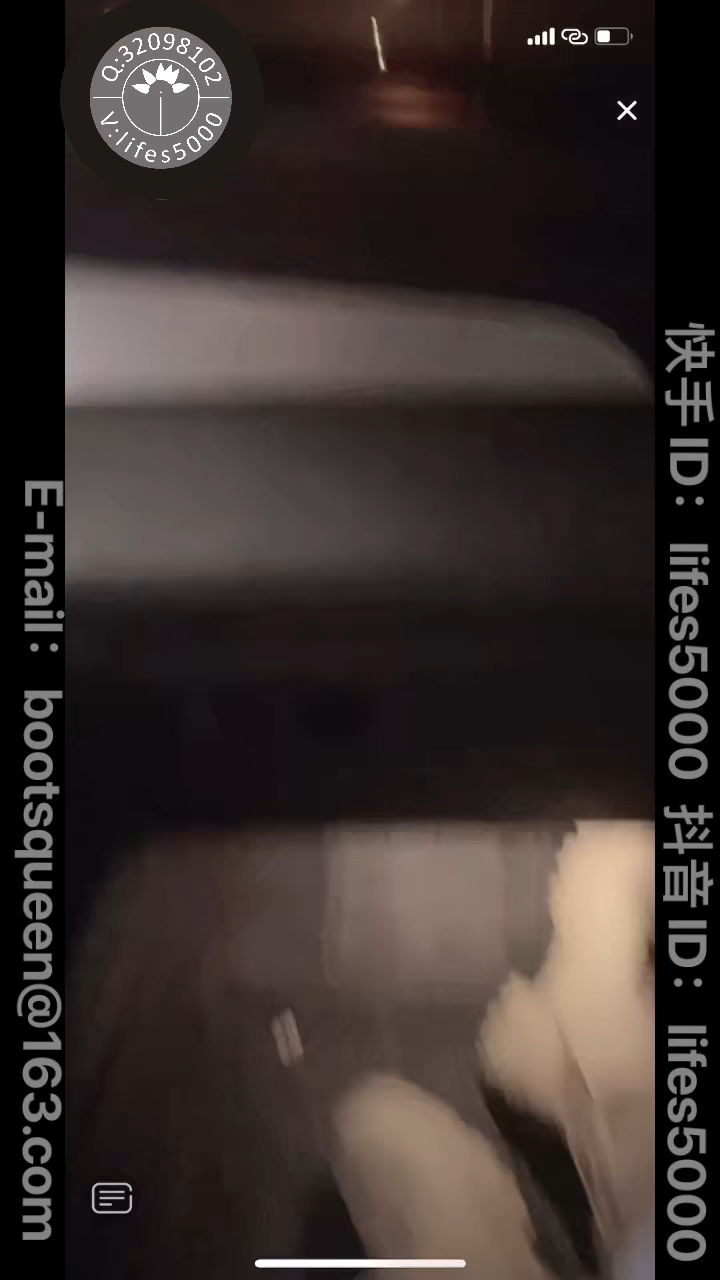 Q:32098102
V:lifes5000
快手 ID： lifes5000 抖音 ID： lifes5000
E-mail： bootsqueen@163.com